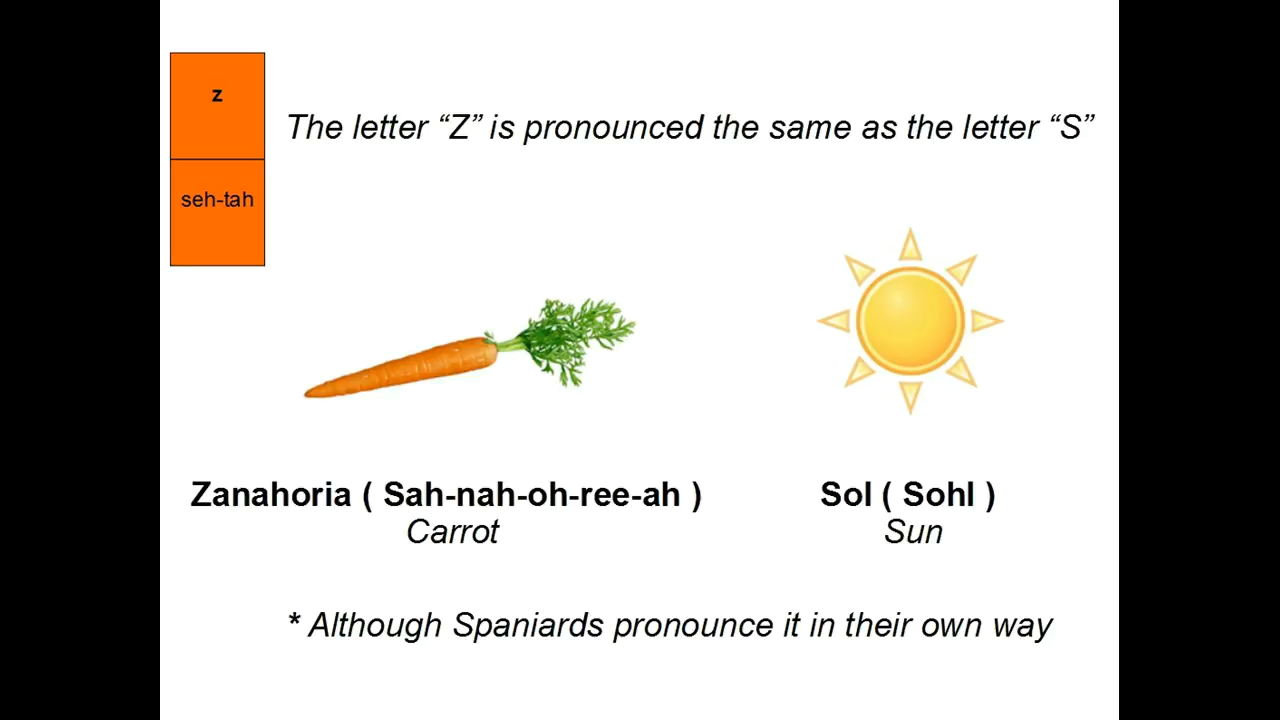 z
seh-tah
The letter “Z” is pronounced the same as the letter “S”
Zanahoria ( Sah-nah-oh-ree-ah )
Carrot
Sol ( Sohl )
Sun
* Although Spaniards pronounce it in their own way